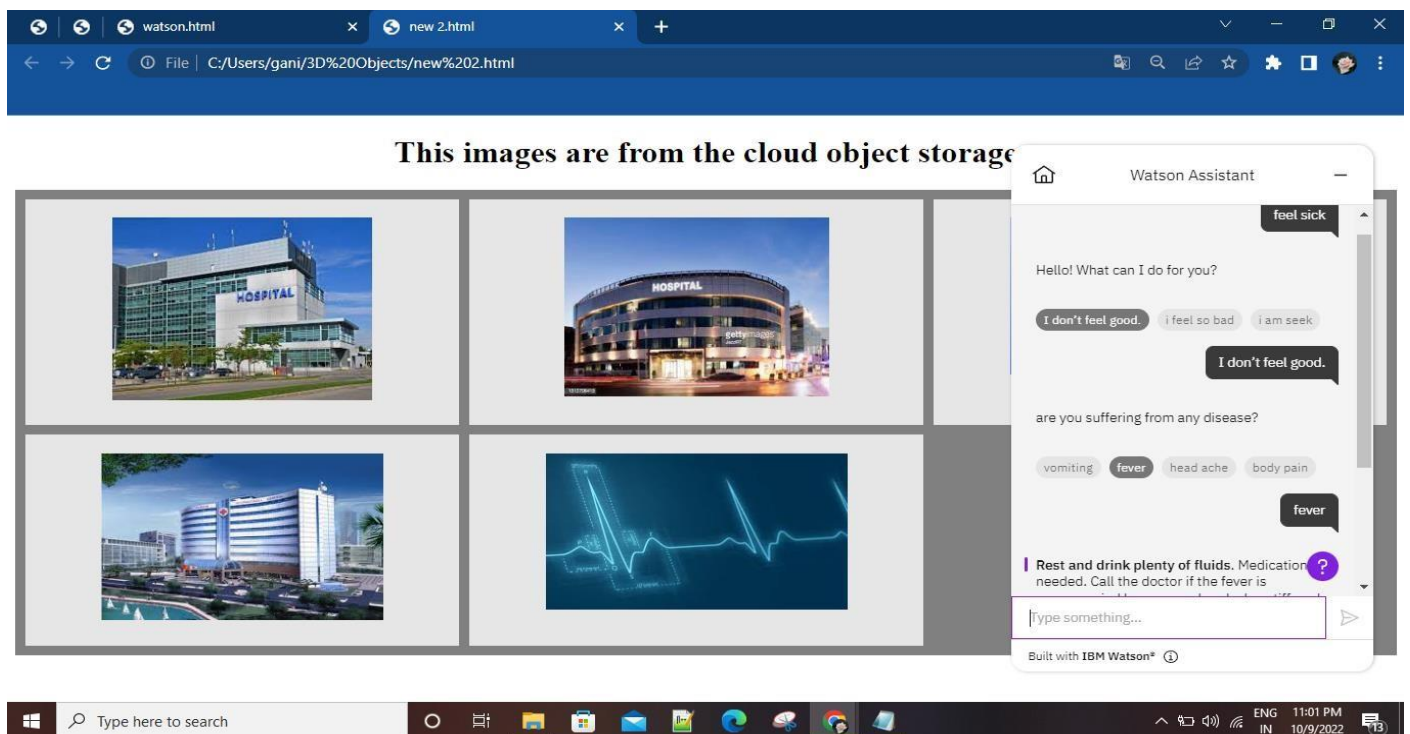 watson.html
new 2.html
File C:/Users/gani/3D%20Objects/new%202.html
This images are from the cloud object storage
HOSPITAL
HOSPITAL
gettyimages
Watson Assistant
feel sick
Hello! What can I do for you?
I don't feel good. i feel so bad i am seek
I don't feel good.
are you suffering from any disease?
vomiting fever head ache body pain
fever
Rest and drink plenty of fluids. Medication
needed. Call the doctor if the fever is
?
Type something...
Built with IBM Watson®
Type here to search
ENG 11:01 PM
IN 10/9/2022
13